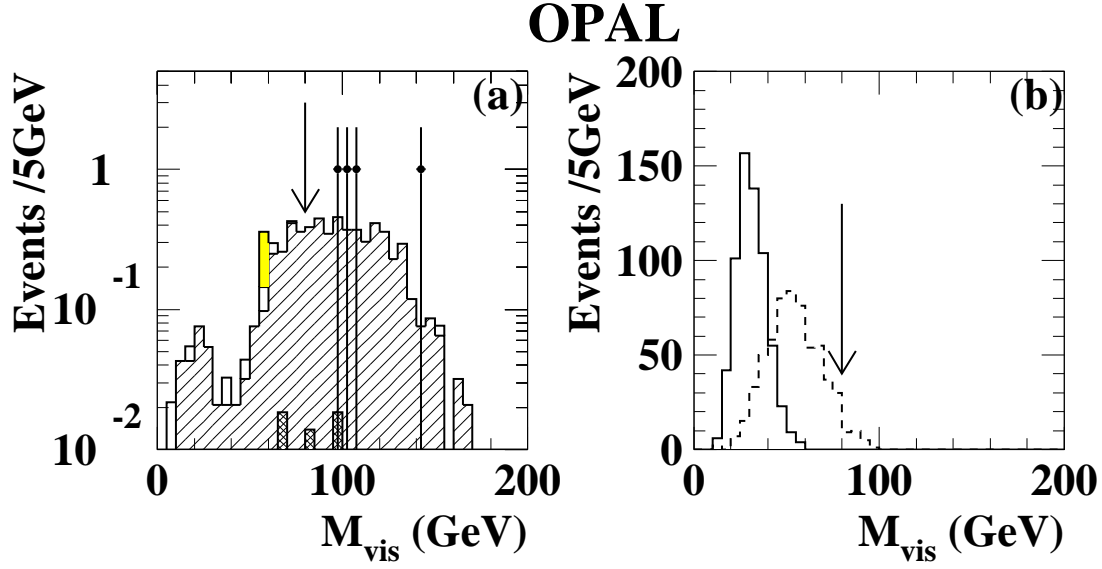 OPAL
(a)
Events /5GeV
1
10 -1
10 -2
0 100 200
M_vis (GeV)
(b)
Events /5GeV
200
150
100
50
0
0 100 200
M_vis (GeV)